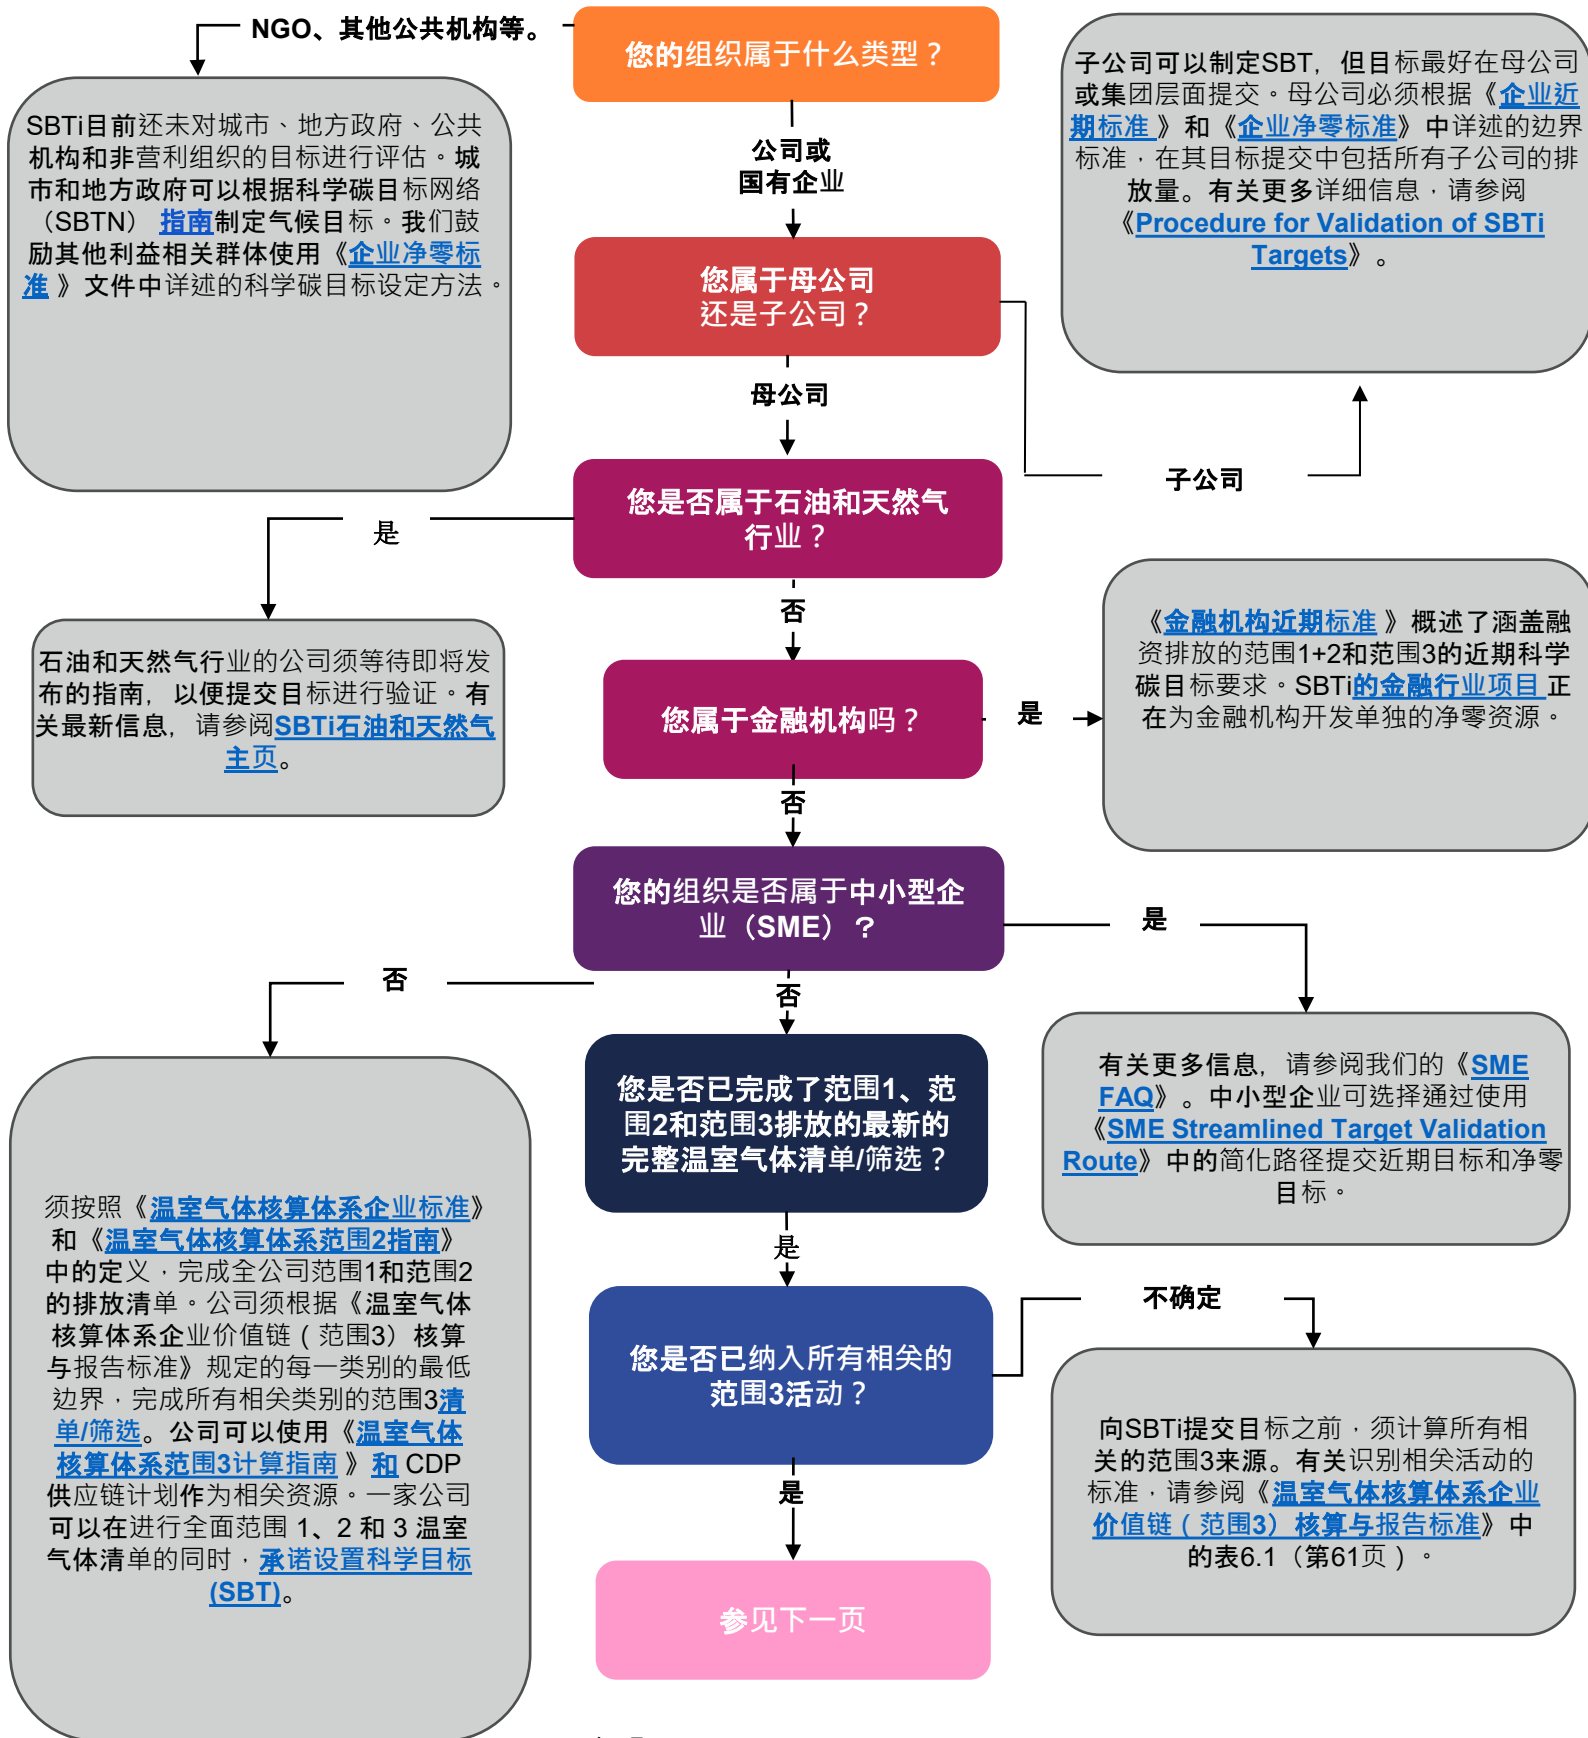 NGO、其他公共机构等。
您的组织属于什么类型？
SBTi目前还未对城市、地方政府、公共
机构和非营利组织的目标进行评估。城
市和地方政府可以根据科学碳目标网络
（SBTN） 指南制定气候目标。我们鼓
励其他利益相关群体使用《企业净零标
准 》文件中详述的科学碳目标设定方法。
子公司可以制定SBT，但目标最好在母公司
或集团层面提交。母公司必须根据《企业近
期标准 》和《企业净零标准》中详述的边界
标准，在其目标提交中包括所有子公司的排
放量。有关更多详细信息，请参阅
《Procedure for Validation of SBTi
Targets》。
公司或
国有企业
您属于母公司
还是子公司？
母公司
子公司
您是否属于石油和天然气
行业？
是
否
石油和天然气行业的公司须等待即将发
布的指南，以便提交目标进行验证。有
关最新信息，请参阅SBTi石油和天然气
主页。
您属于金融机构吗？
是
《金融机构近期标准 》概述了涵盖融
资排放的范围1+2和范围3的近期科学
碳目标要求。SBTi的金融行业项目 正
在为金融机构开发单独的净零资源。
否
您的组织是否属于中小型企
业（SME）？
是
否
否
有关更多信息，请参阅我们的《SME
FAQ》。中小型企业可选择通过使用
《SME Streamlined Target Validation
Route》中的简化路径提交近期目标和净零
目标。
您是否已完成了范围1、范
围2和范围3排放的最新的
完整温室气体清单/筛选？
须按照《温室气体核算体系企业标准》
和《温室气体核算体系范围2指南》
中的定义，完成全公司范围1和范围2
的排放清单。公司须根据《温室气体
核算体系企业价值链（范围3）核算
与报告标准》规定的每一类别的最低
边界，完成所有相关类别的范围3清
单/筛选。公司可以使用《温室气体
核算体系范围3计算指南 》和 CDP
供应链计划作为相关资源。一家公司
可以在进行全面范围 1、2 和 3 温室
气体清单的同时，承诺设置科学目标
(SBT)。
是
您是否已纳入所有相关的
范围3活动？
不确定
向SBTi提交目标之前，须计算所有相
关的范围3来源。有关识别相关活动的
标准，请参阅《温室气体核算体系企业
价值链（范围3）核算与报告标准》中
的表6.1（第61页）。
是
参见下一页